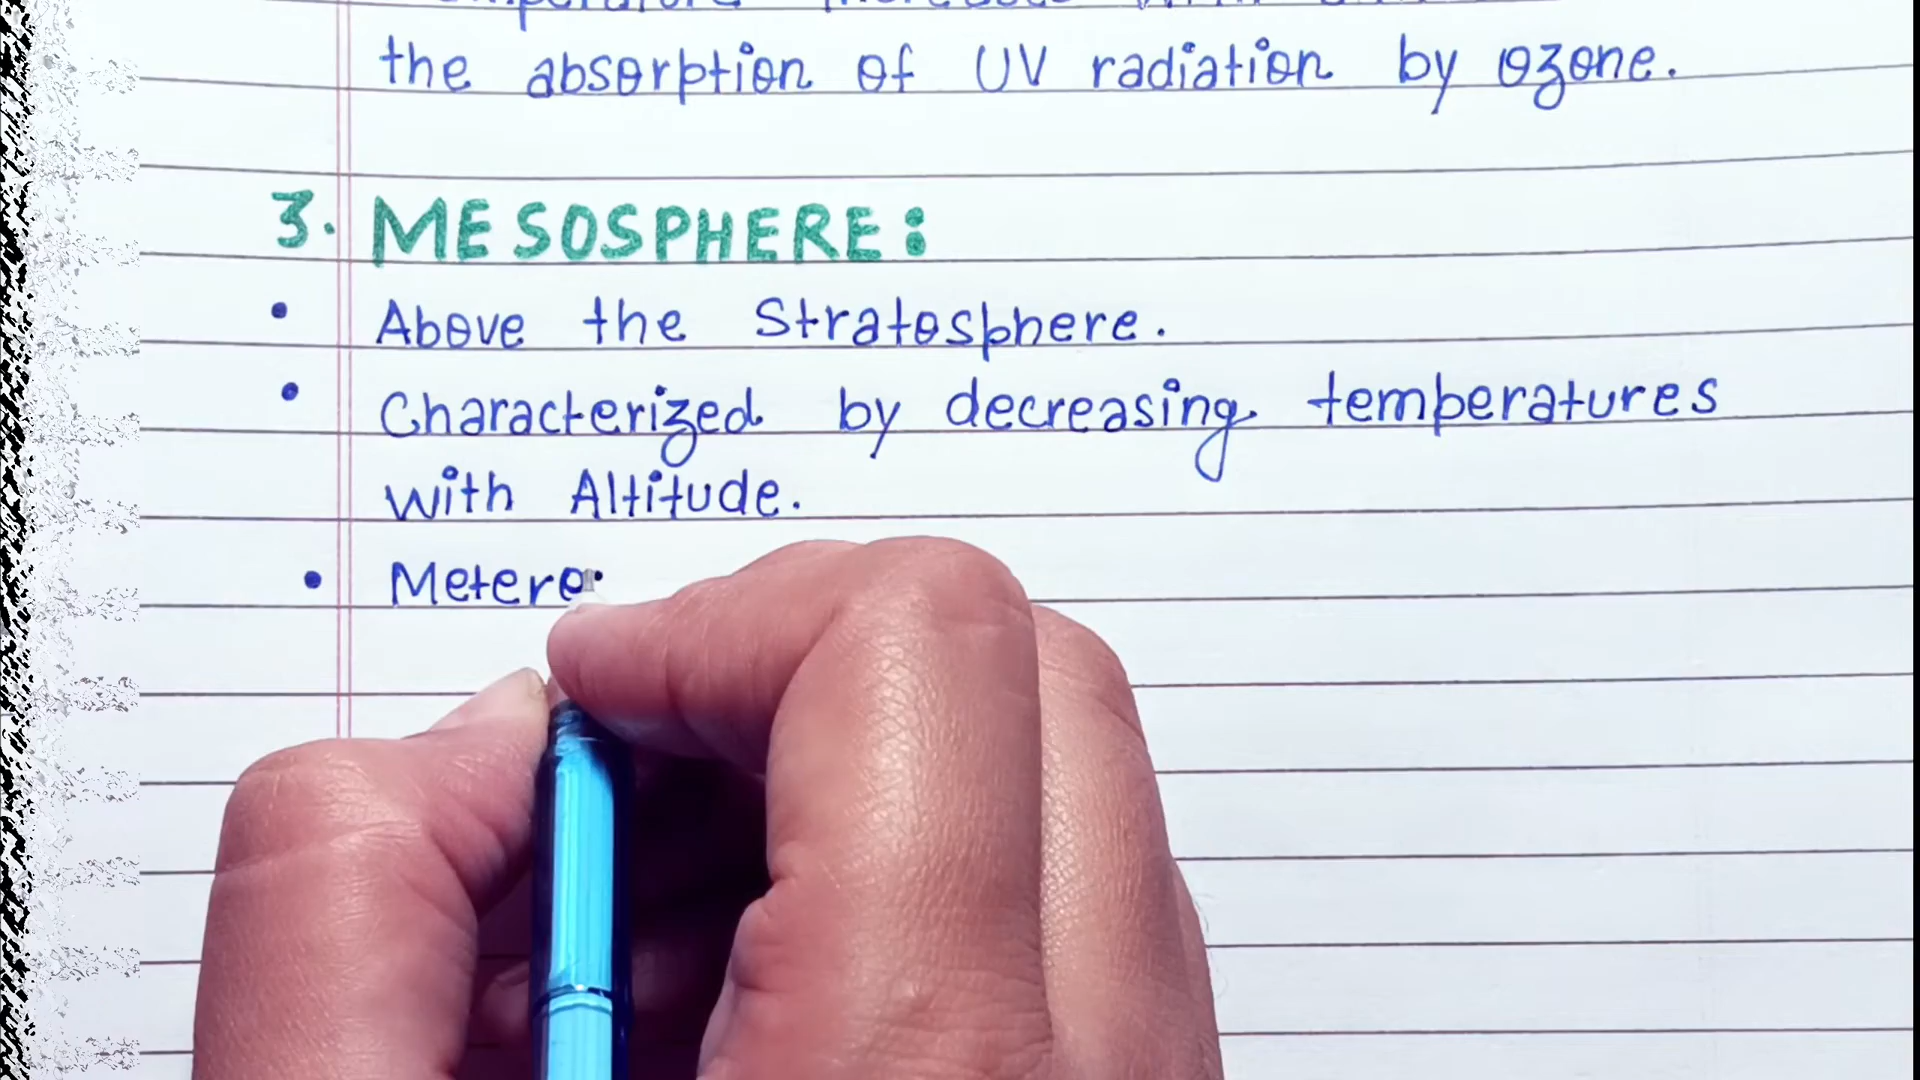 the absorption of UV radiation by ozone.
3. MESOSPHERE:
• Above the Stratosphere.
• Characterized by decreasing temperatures
with Altitude.
• Metero